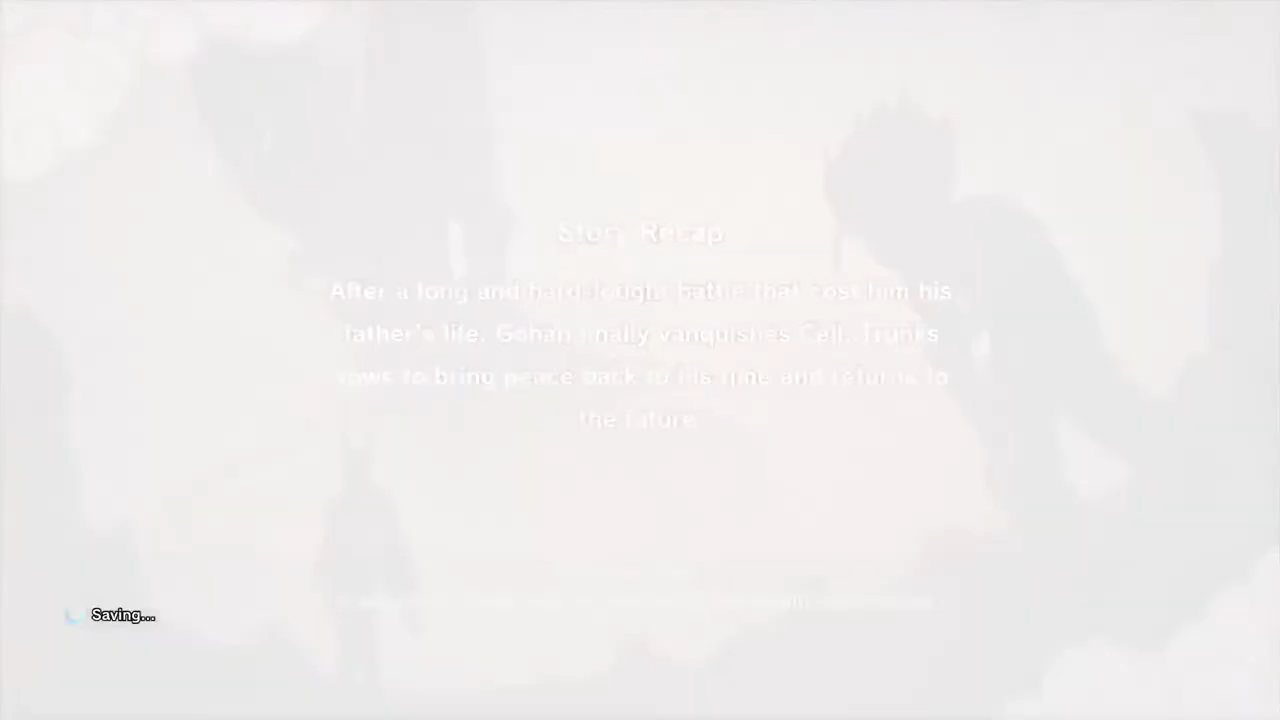 Story Recap
After a long and hard-fought battle that cost him his
father's life, Gohan finally vanquishes Cell. Trunks
vows to bring peace back to his time and returns to
the future.
Saving...